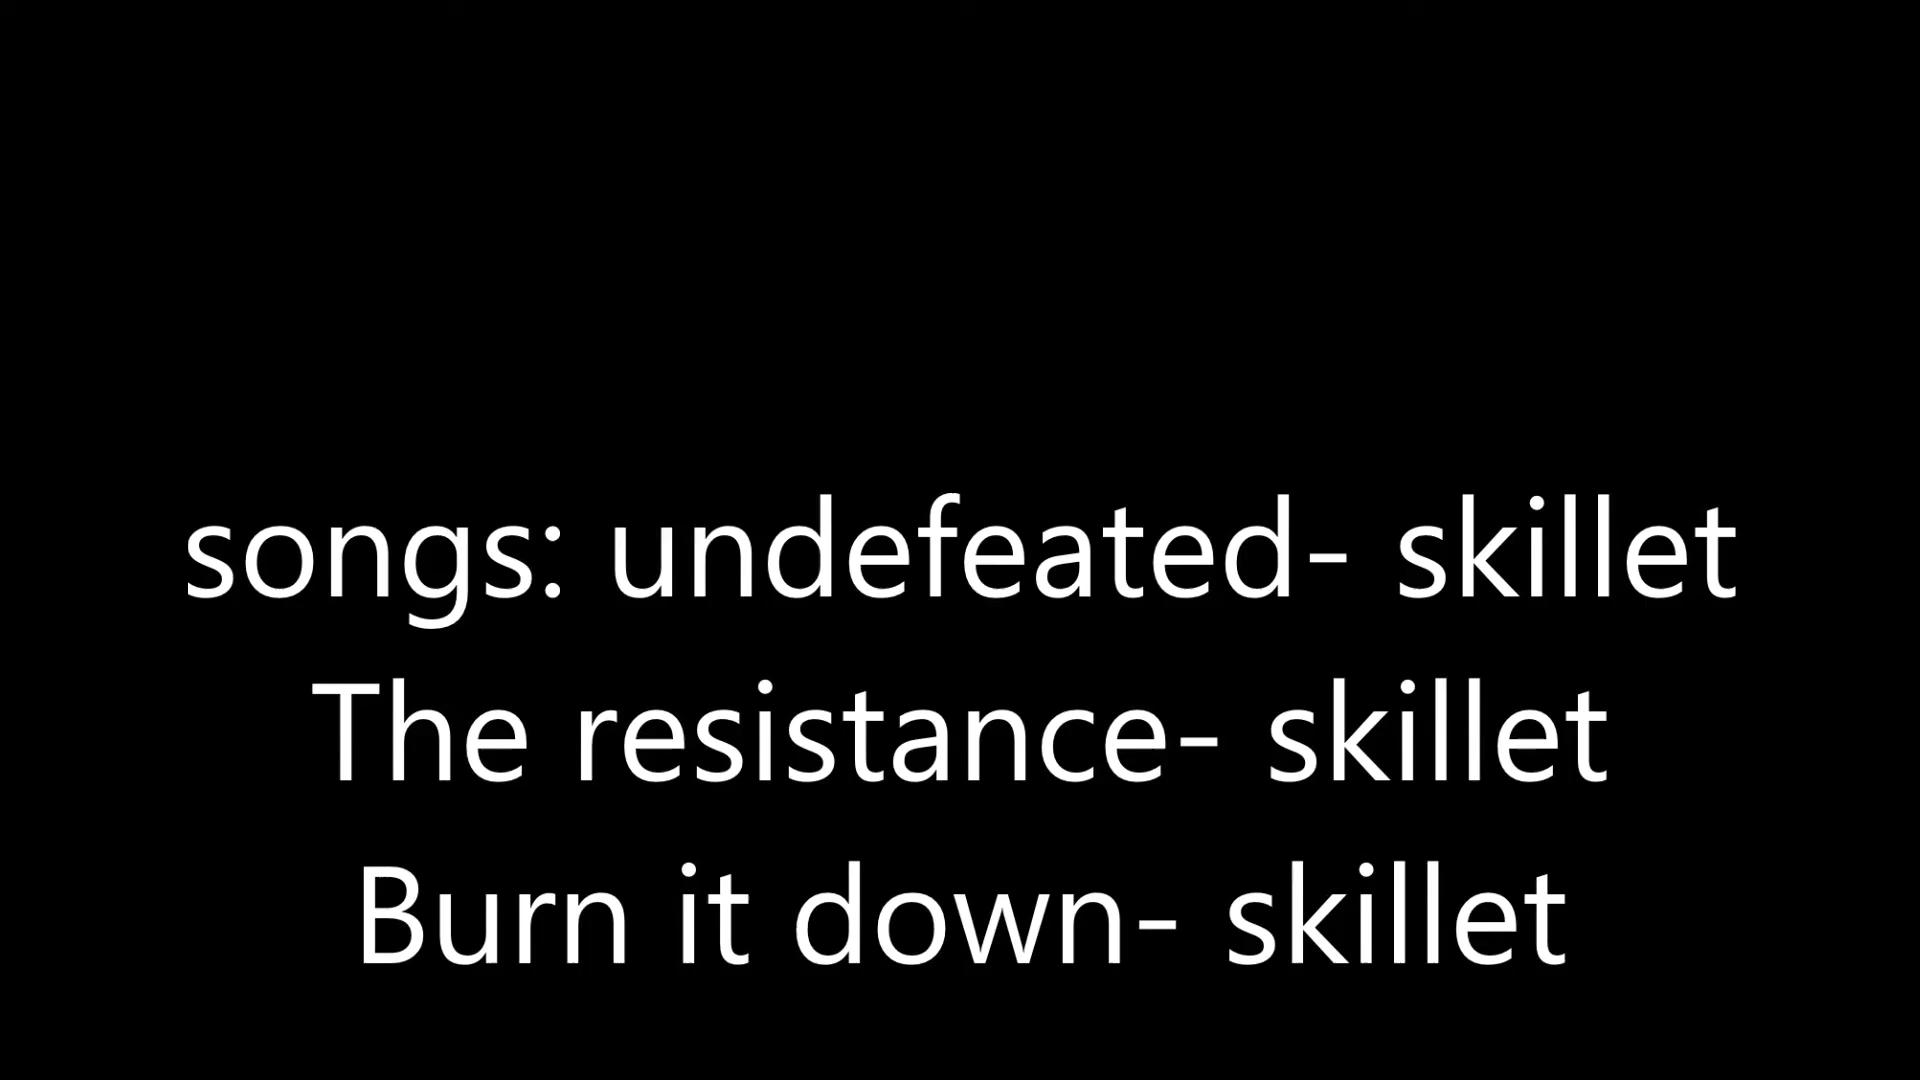 songs: undefeated- skillet
The resistance- skillet
Burn it down- skillet